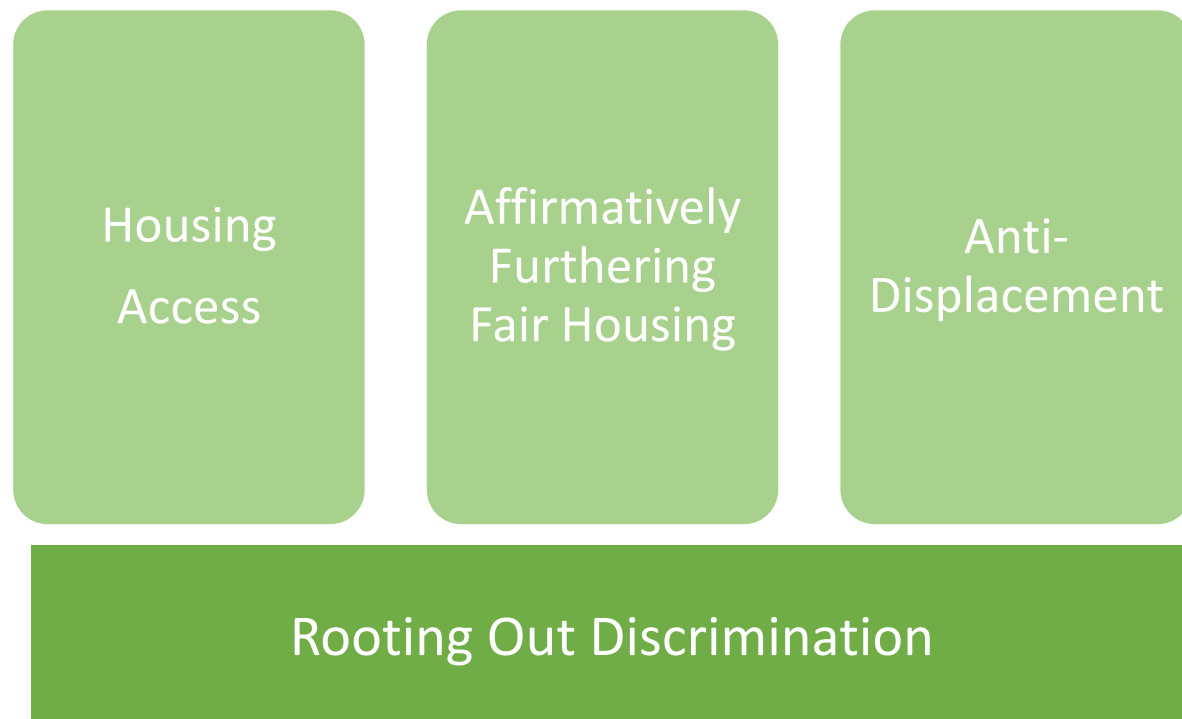 Housing
Access
Affirmatively
Furthering
Fair Housing
Anti-
Displacement
Rooting Out Discrimination